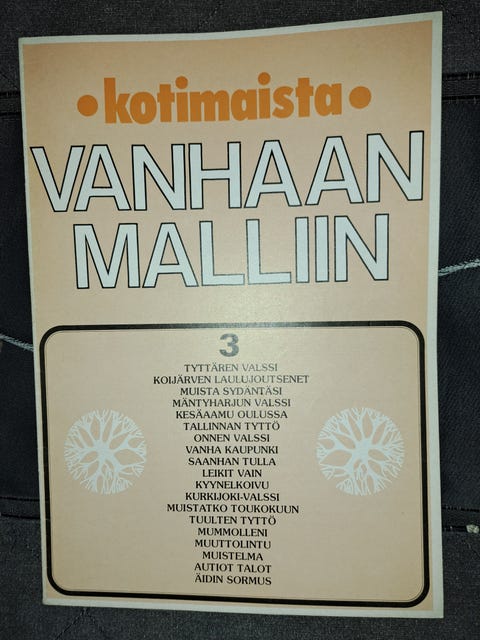 • kotimaista •
VANHAAN
MALLIIN
3
TYTTÄREN VALSSI
KOIJÄRVEN LAULUJOUTSENET
MUISTA SYDÄNTÄSI
MÄNTYHARJUN VALSSI
KESÄAAMU OULUSSA
TALLINNAN TYTTÖ
ONNEN VALSSI
VANHA KAUPUNKI
SAANHAN TULLA
LEIKIT VAIN
KYYNELKOIVU
KURKIJOKI-VALSSI
MUISTATKO TOUKOKUUN
TUULTEN TYTTÖ
MUMMOLLENI
MUUTTOLINTU
MUISTELMA
AUTIOT TALOT
ÄIDIN SORMUS